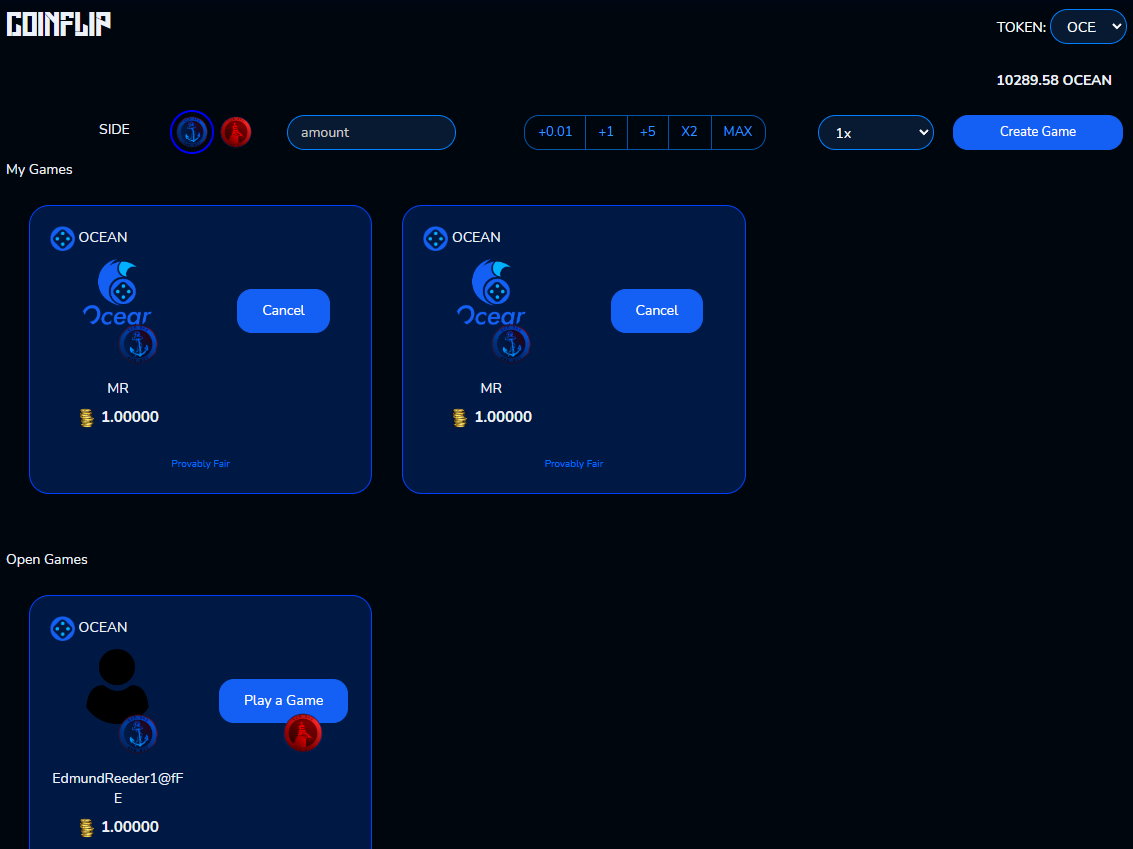 COINFLIP
TOKEN: OCE
10289.58 OCEAN
SIDE
amount
+0.01 +1 +5 X2 MAX
1x
Create Game
My Games
OCEAN
Ocear
Cancel
MR
1.00000
Provably Fair
OCEAN
Ocear
Cancel
MR
1.00000
Provably Fair
Open Games
OCEAN
Play a Game
EdmundReeder1@fF
E
1.00000